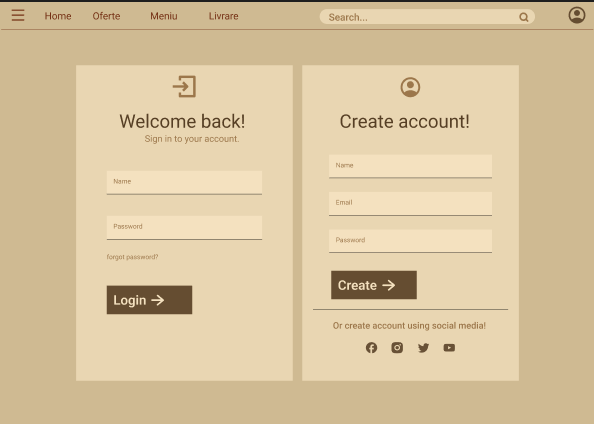 Home Oferte Meniu Livrare Search...
Welcome back!
Sign in to your account.
Name
Password
forgot password?
Login
Create account!
Name
Email
Password
Create
Or create account using social media!